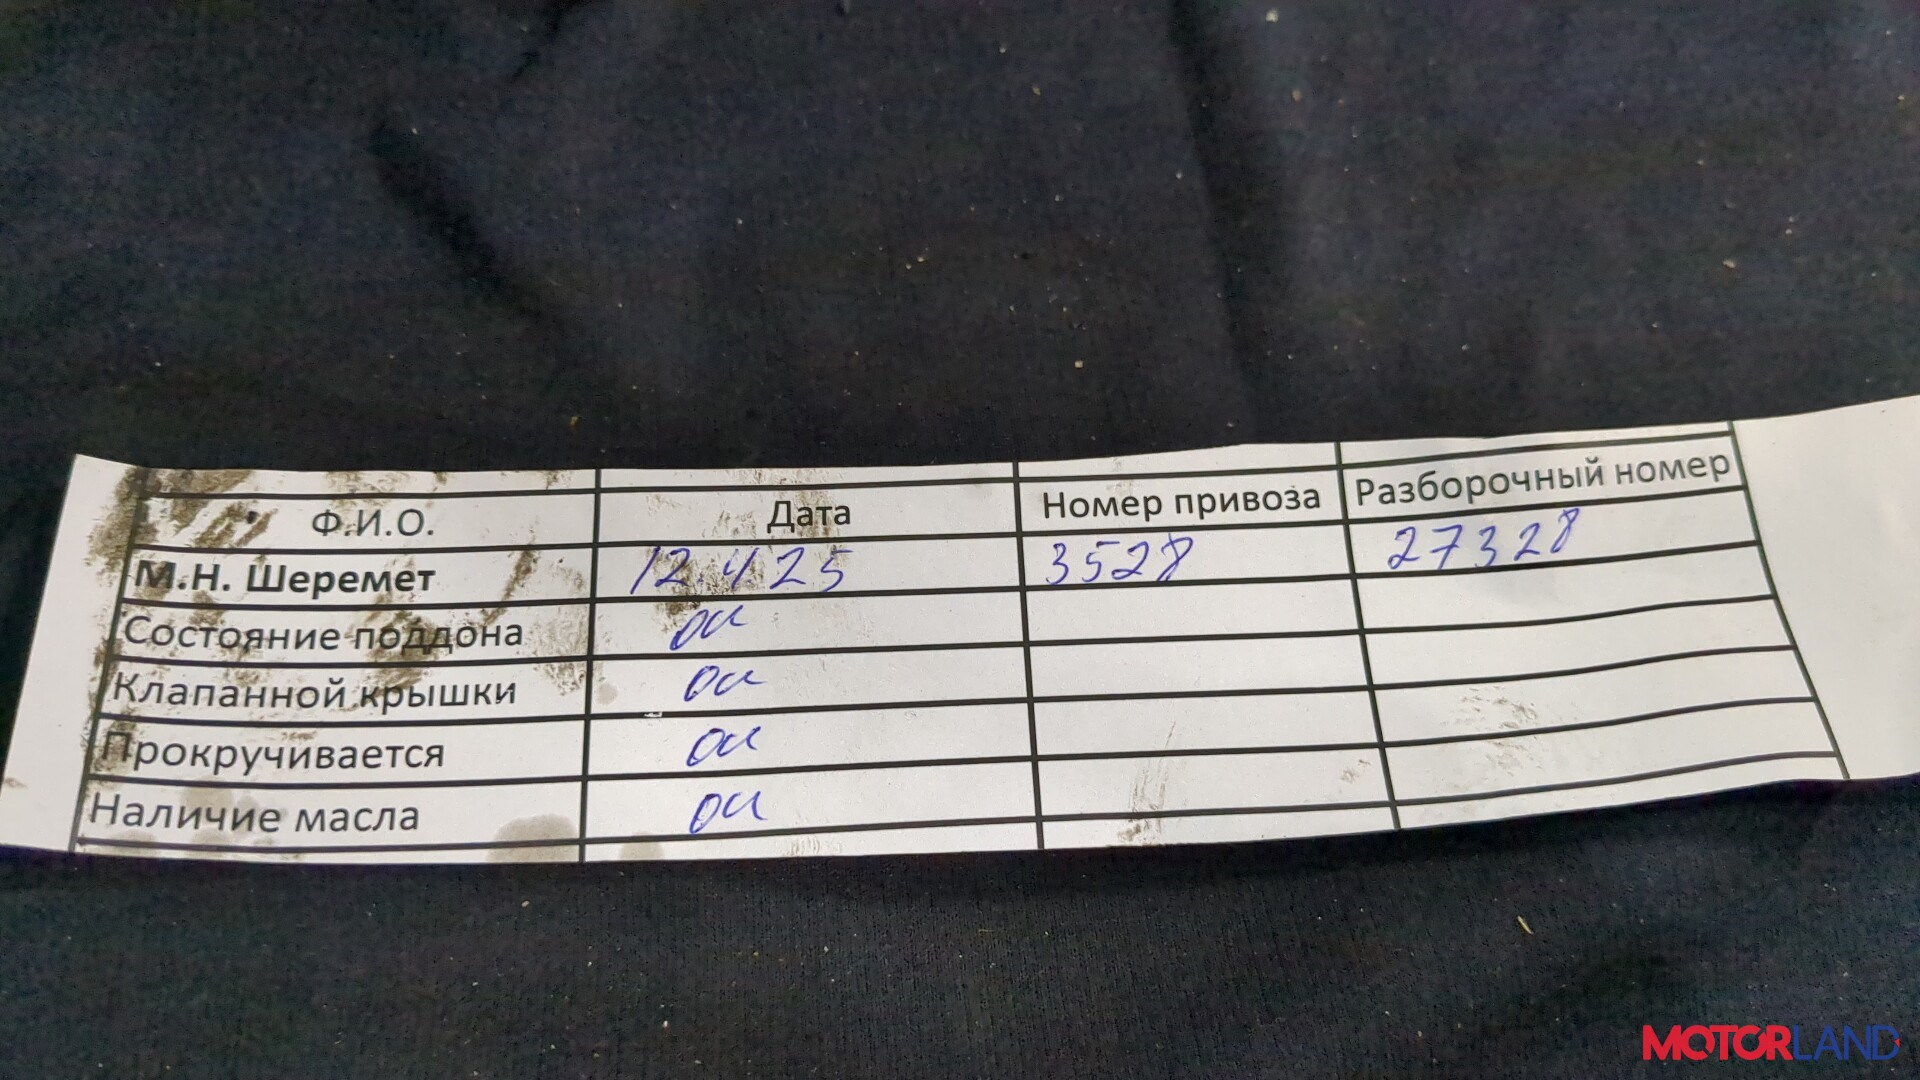 Ф.И.О. Дата Номер привоза Разборочный номер
М.Н. Шеремет 12.4.25 3528 27328
Состояние поддона ок
Клапанной крышки ок
Прокручивается ок
Наличие масла ок
MOTORLAND